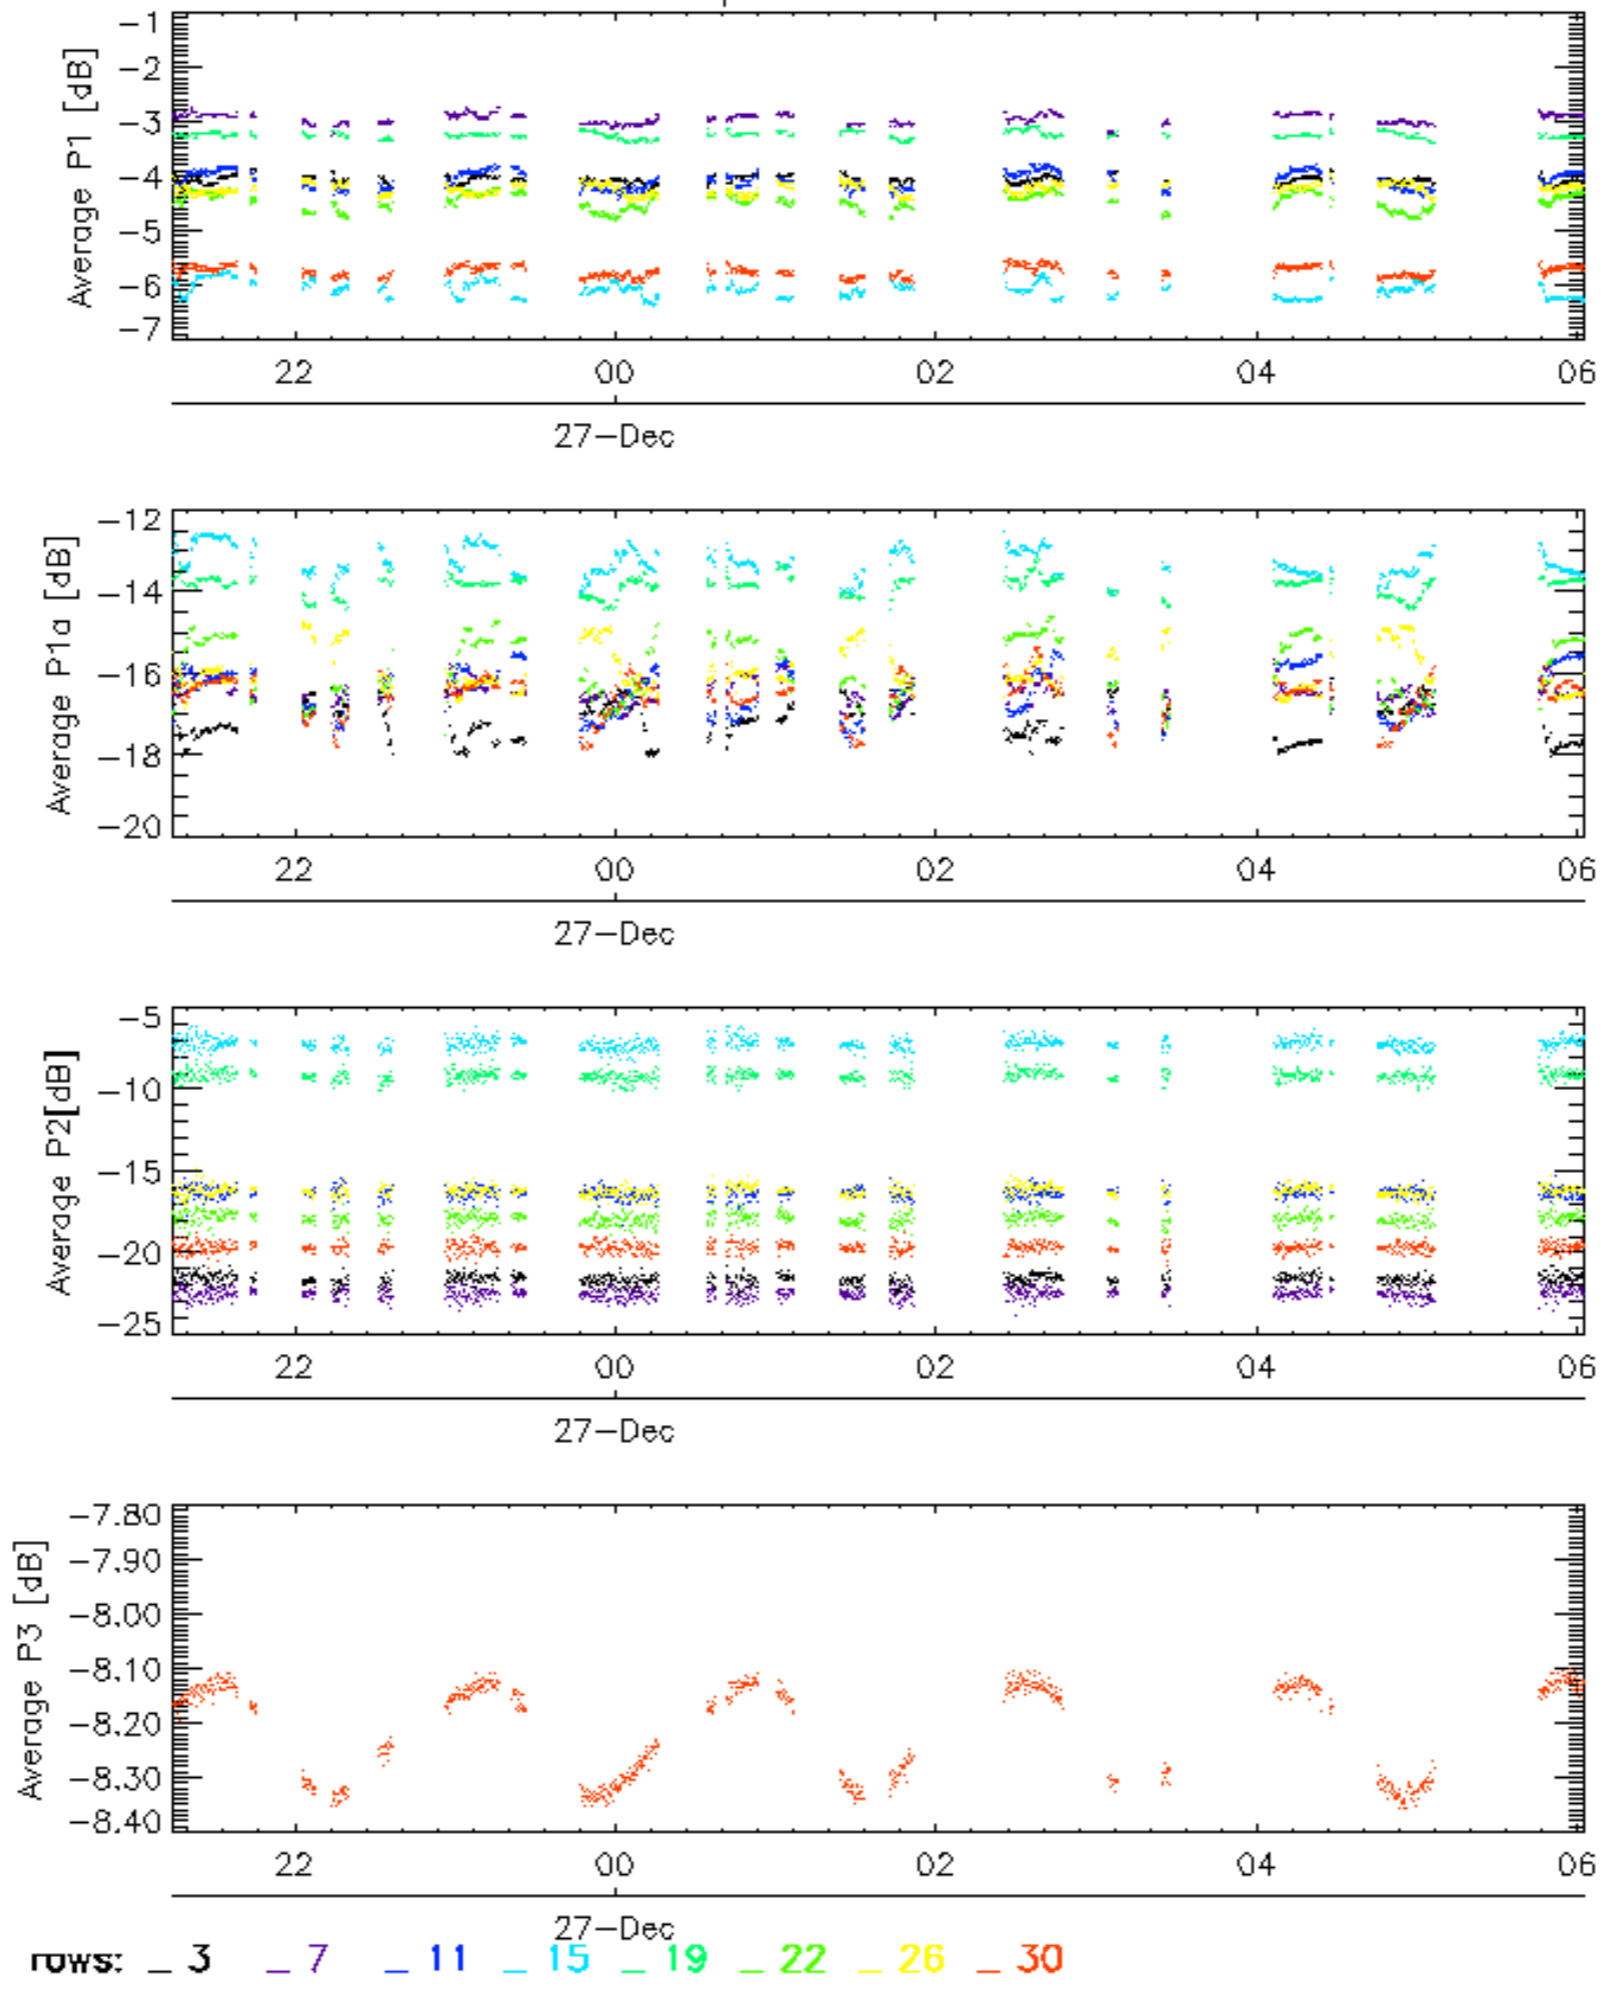 Average P1 [dB]
-1
-2
-3
-4
-5
-6
-7
22 00 02 04 06
27-Dec
Average P1a [dB]
-12
-14
-16
-18
-20
22 00 02 04 06
27-Dec
Average P2[dB]
-5
-10
-15
-20
-25
22 00 02 04 06
27-Dec
Average P3 [dB]
-7.80
-7.90
-8.00
-8.10
-8.20
-8.30
-8.40
22 00 02 04 06
27-Dec
rows: _ 3 _ 7 _ 11 _ 15 _ 19 _ 22 _ 26 _ 30